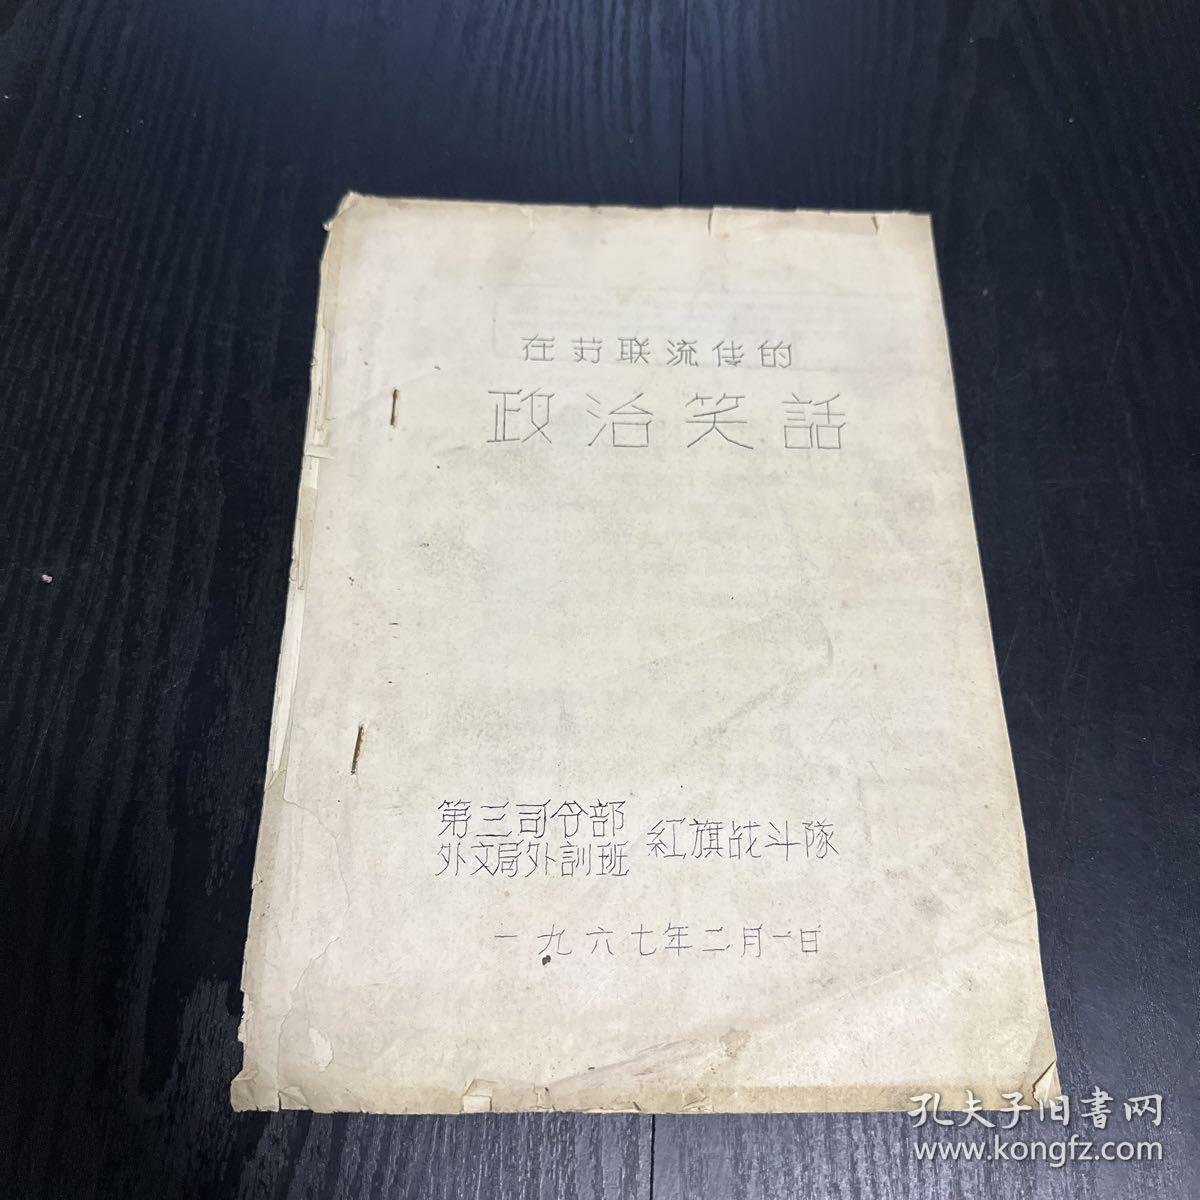 在苏联流传的
政治笑話
第三司令部
外文局外訓班
紅旗战斗隊
一九六七年二月一日
孔夫子旧書网
www.kongfz.com